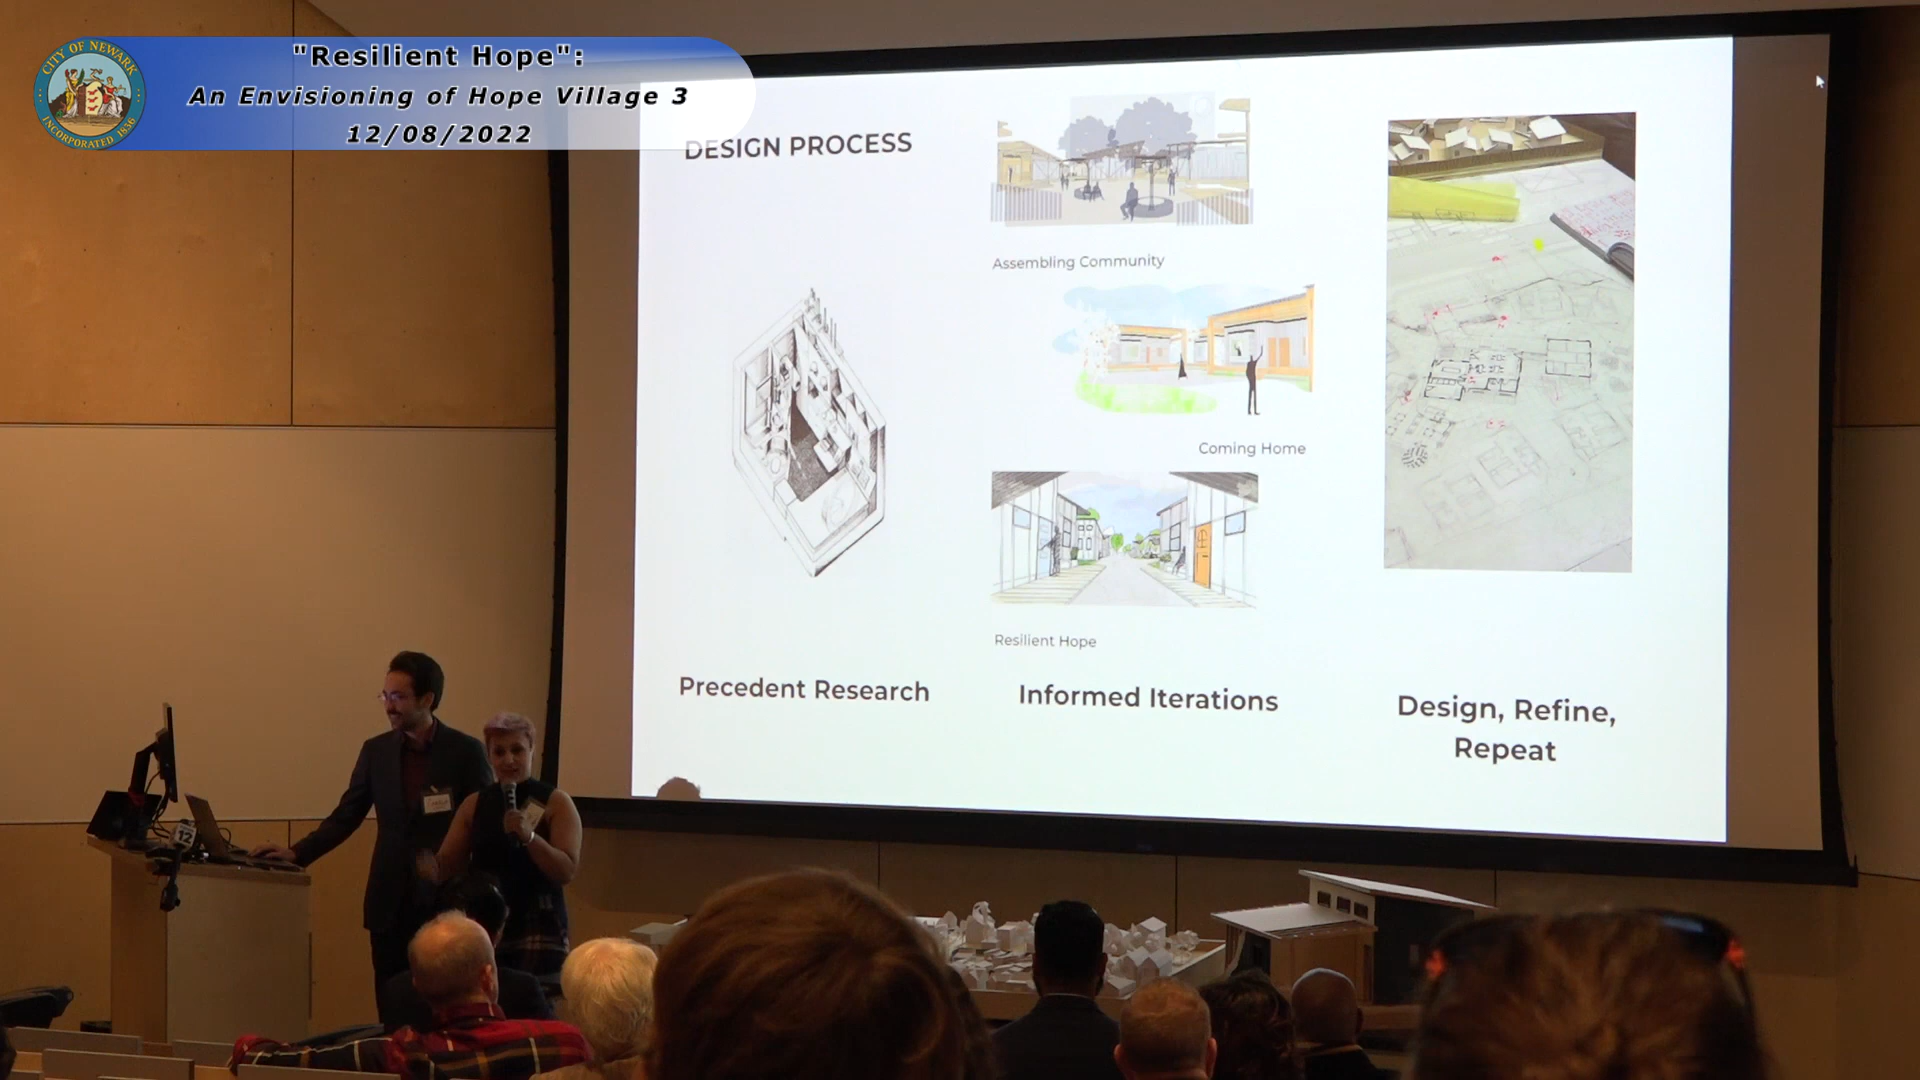 CITY OF NEWARK
INCORPORATED 1836
"Resilient Hope":
An Envisioning of Hope Village 3
12/08/2022
DESIGN PROCESS
Assembling Community
Coming Home
Resilient Hope
Precedent Research
Informed Iterations
Design, Refine,
Repeat
12